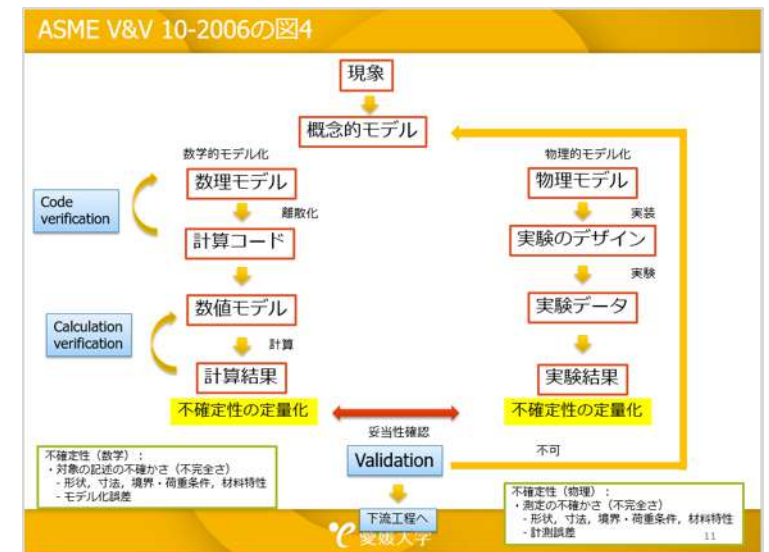 ASME V&V 10-2006の図4
現象
概念的モデル
数学的モデル化
物理的モデル化
数理モデル
物理モデル
Code
verification
離散化
実装
計算コード
実験のデザイン
実験
数値モデル
実験データ
Calculation
verification
計算
計算結果
実験結果
不確定性の定量化
不確定性の定量化
妥当性確認
Validation
不可
不確定性（数学）：
・対象の記述の不確かさ（不完全さ）
- 形状，寸法，境界・荷重条件，材料特性
- モデル化誤差
不確定性（物理）：
・測定の不確かさ（不完全さ）
- 形状，寸法，境界・荷重条件，材料特性
- 計測誤差
下流工程へ
愛媛大学
11